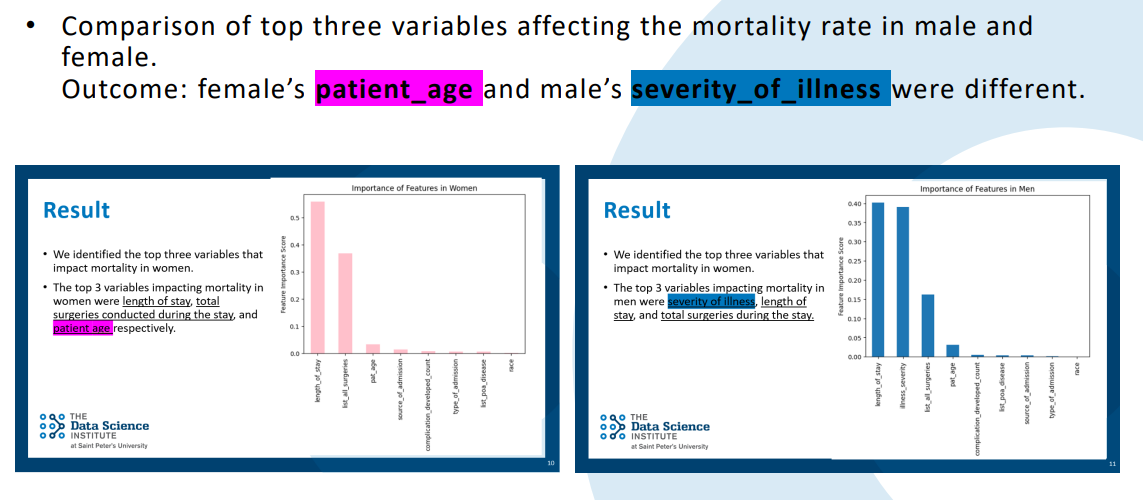 • Comparison of top three variables affecting the mortality rate in male and
female.
Outcome: female’s patient_age and male’s severity_of_illness were different.
Result
• We identified the top three variables that
impact mortality in women.
• The top 3 variables impacting mortality in
women were length of stay, total
surgeries conducted during the stay, and
patient age respectively.
THE
Data Science
INSTITUTE
at Saint Peter's University
Importance of Features in Women
Feature Importance Score
0.5
0.4
0.3
0.2
0.1
0.0
length_of_stay
list_all_surgeries
pat_age
source_of_admission
complication_developed_count
type_of_admission
list_poa_disease
race
10
Result
• We identified the top three variables that
impact mortality in women.
• The top 3 variables impacting mortality in
men were severity of illness, length of
stay, and total surgeries during the stay.
THE
Data Science
INSTITUTE
at Saint Peter's University
Importance of Features in Men
Feature Importance Score
0.40
0.35
0.30
0.25
0.20
0.15
0.10
0.05
0.00
length_of_stay
illness_severity
list_all_surgeries
pat_age
complication_developed_count
list_poa_disease
source_of_admission
type_of_admission
race
11